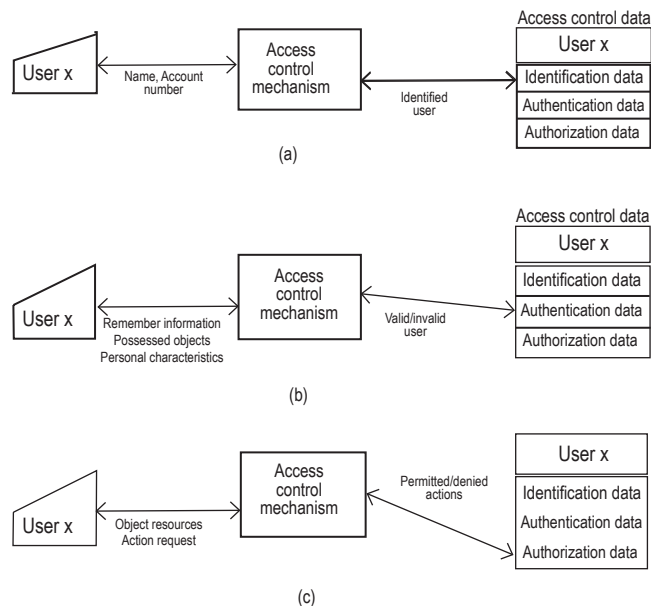 Access control data
User x
Access
control
mechanism
User x
Name, Account
number
Identified
user
Identification data
Authentication data
Authorization data
(a)
Access control data
User x
Access
control
mechanism
User x
Remember information
Possessed objects
Personal characteristics
Valid/invalid
user
Identification data
Authentication data
Authorization data
(b)
User x
Access
control
mechanism
Permitted/denied
actions
User x
Object resources
Action request
Identification data
Authentication data
Authorization data
(c)